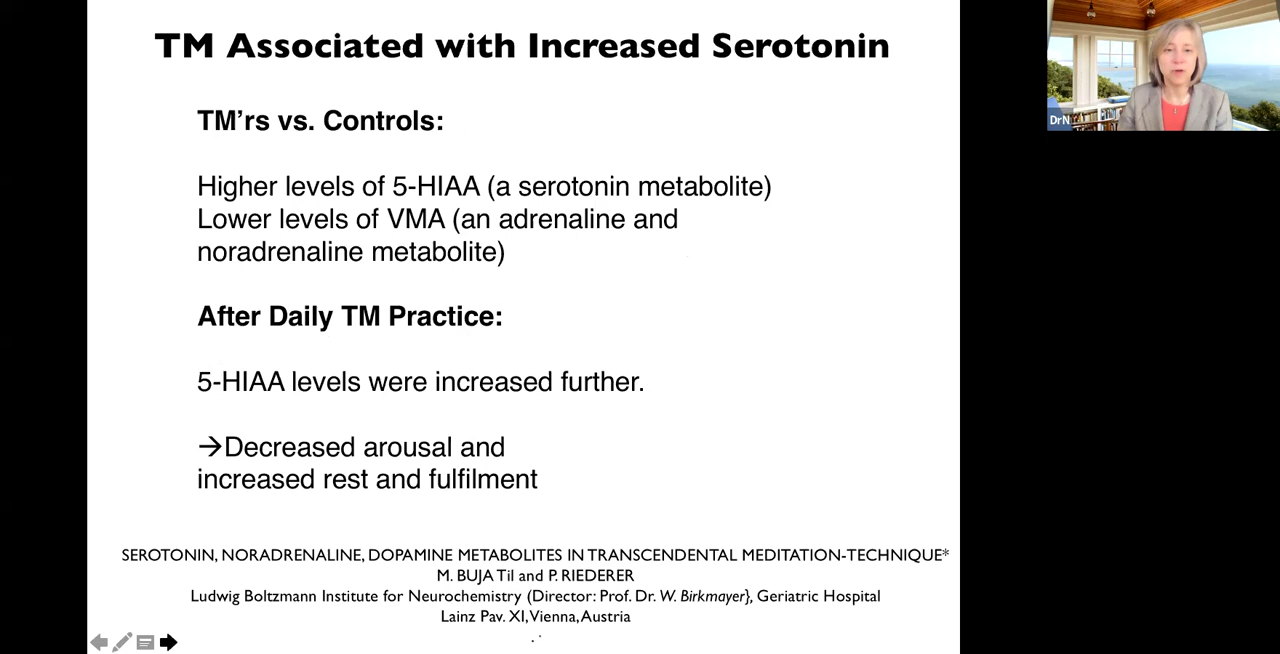 TM Associated with Increased Serotonin
TM’rs vs. Controls:
Higher levels of 5-HIAA (a serotonin metabolite)
Lower levels of VMA (an adrenaline and
noradrenaline metabolite)
After Daily TM Practice:
5-HIAA levels were increased further.
→Decreased arousal and
increased rest and fulfilment
SEROTONIN, NORADRENALINE, DOPAMINE METABOLITES IN TRANSCENDENTAL MEDITATION-TECHNIQUE*
M. BUJA Til and P. RIEDERER
Ludwig Boltzmann Institute for Neurochemistry (Director: Prof. Dr. W. Birkmayer}, Geriatric Hospital
Lainz Pav. XI, Vienna, Austria
DrN